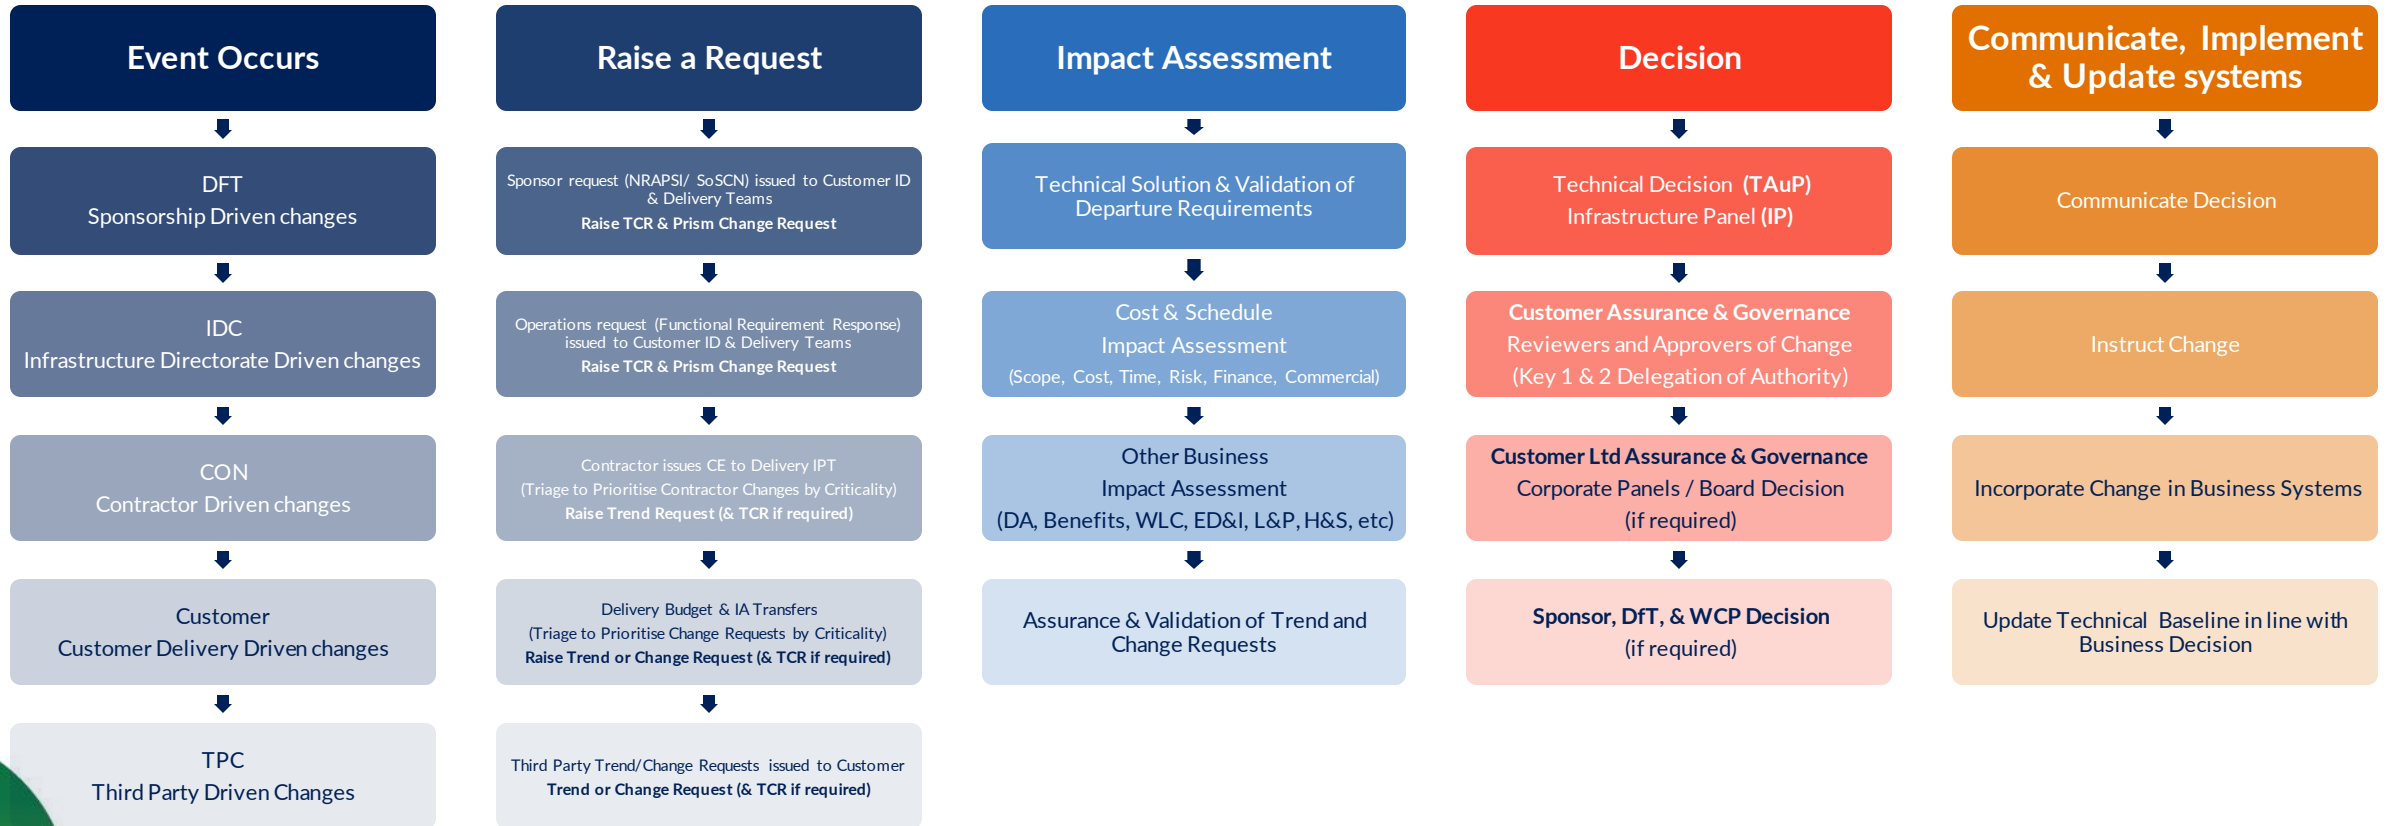 Event Occurs
DFT
Sponsorship Driven changes
IDC
Infrastructure Directorate Driven changes
CON
Contractor Driven changes
Customer
Customer Delivery Driven changes
TPC
Third Party Driven Changes
Raise a Request
Sponsor request (NRAPSI/ SoSCN) issued to Customer ID
& Delivery Teams
Raise TCR & Prism Change Request
Operations request (Functional Requirement Response)
issued to Customer ID & Delivery Teams
Raise TCR & Prism Change Request
Contractor issues CE to Delivery IPT
(Triage to Prioritise Contractor Changes by Criticality)
Raise Trend Request (& TCR if required)
Delivery Budget & IA Transfers
(Triage to Prioritise Change Requests by Criticality)
Raise Trend or Change Request (& TCR if required)
Third Party Trend/Change Requests issued to Customer
Trend or Change Request (& TCR if required)
Impact Assessment
Technical Solution & Validation of
Departure Requirements
Cost & Schedule
Impact Assessment
(Scope, Cost, Time, Risk, Finance, Commercial)
Other Business
Impact Assessment
(DA, Benefits, WLC, ED&I, L&P, H&S, etc)
Assurance & Validation of Trend and
Change Requests
Decision
Technical Decision (TAuP)
Infrastructure Panel (IP)
Customer Assurance & Governance
Reviewers and Approvers of Change
(Key 1 & 2 Delegation of Authority)
Customer Ltd Assurance & Governance
Corporate Panels / Board Decision
(if required)
Sponsor, DfT, & WCP Decision
(if required)
Communicate, Implement
& Update systems
Communicate Decision
Instruct Change
Incorporate Change in Business Systems
Update Technical Baseline in line with
Business Decision